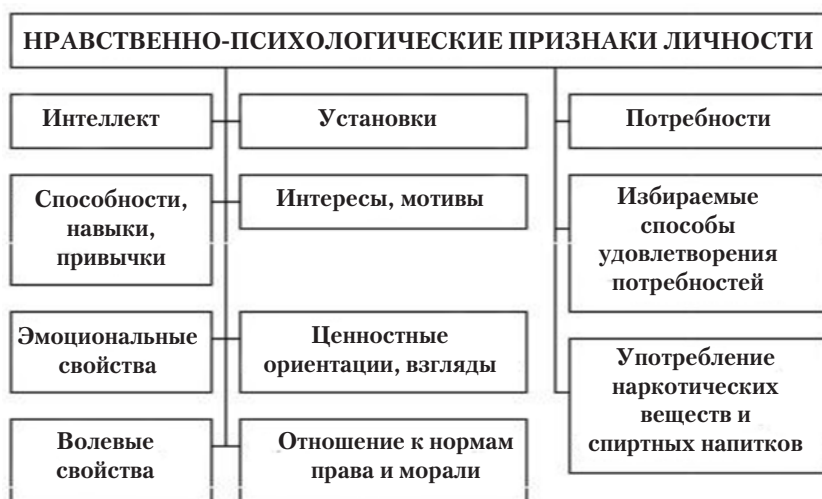 НРАВСТВЕННО-ПСИХОЛОГИЧЕСКИЕ ПРИЗНАКИ ЛИЧНОСТИ
Интеллект
Установки
Потребности
Способности,
навыки,
привычки
Интересы, мотивы
Избираемые
способы
удовлетворения
потребностей
Эмоциональные
свойства
Ценностные
ориентации, взгляды
Употребление
наркотических
веществ и
спиртных напитков
Волевые
свойства
Отношение к нормам
права и морали